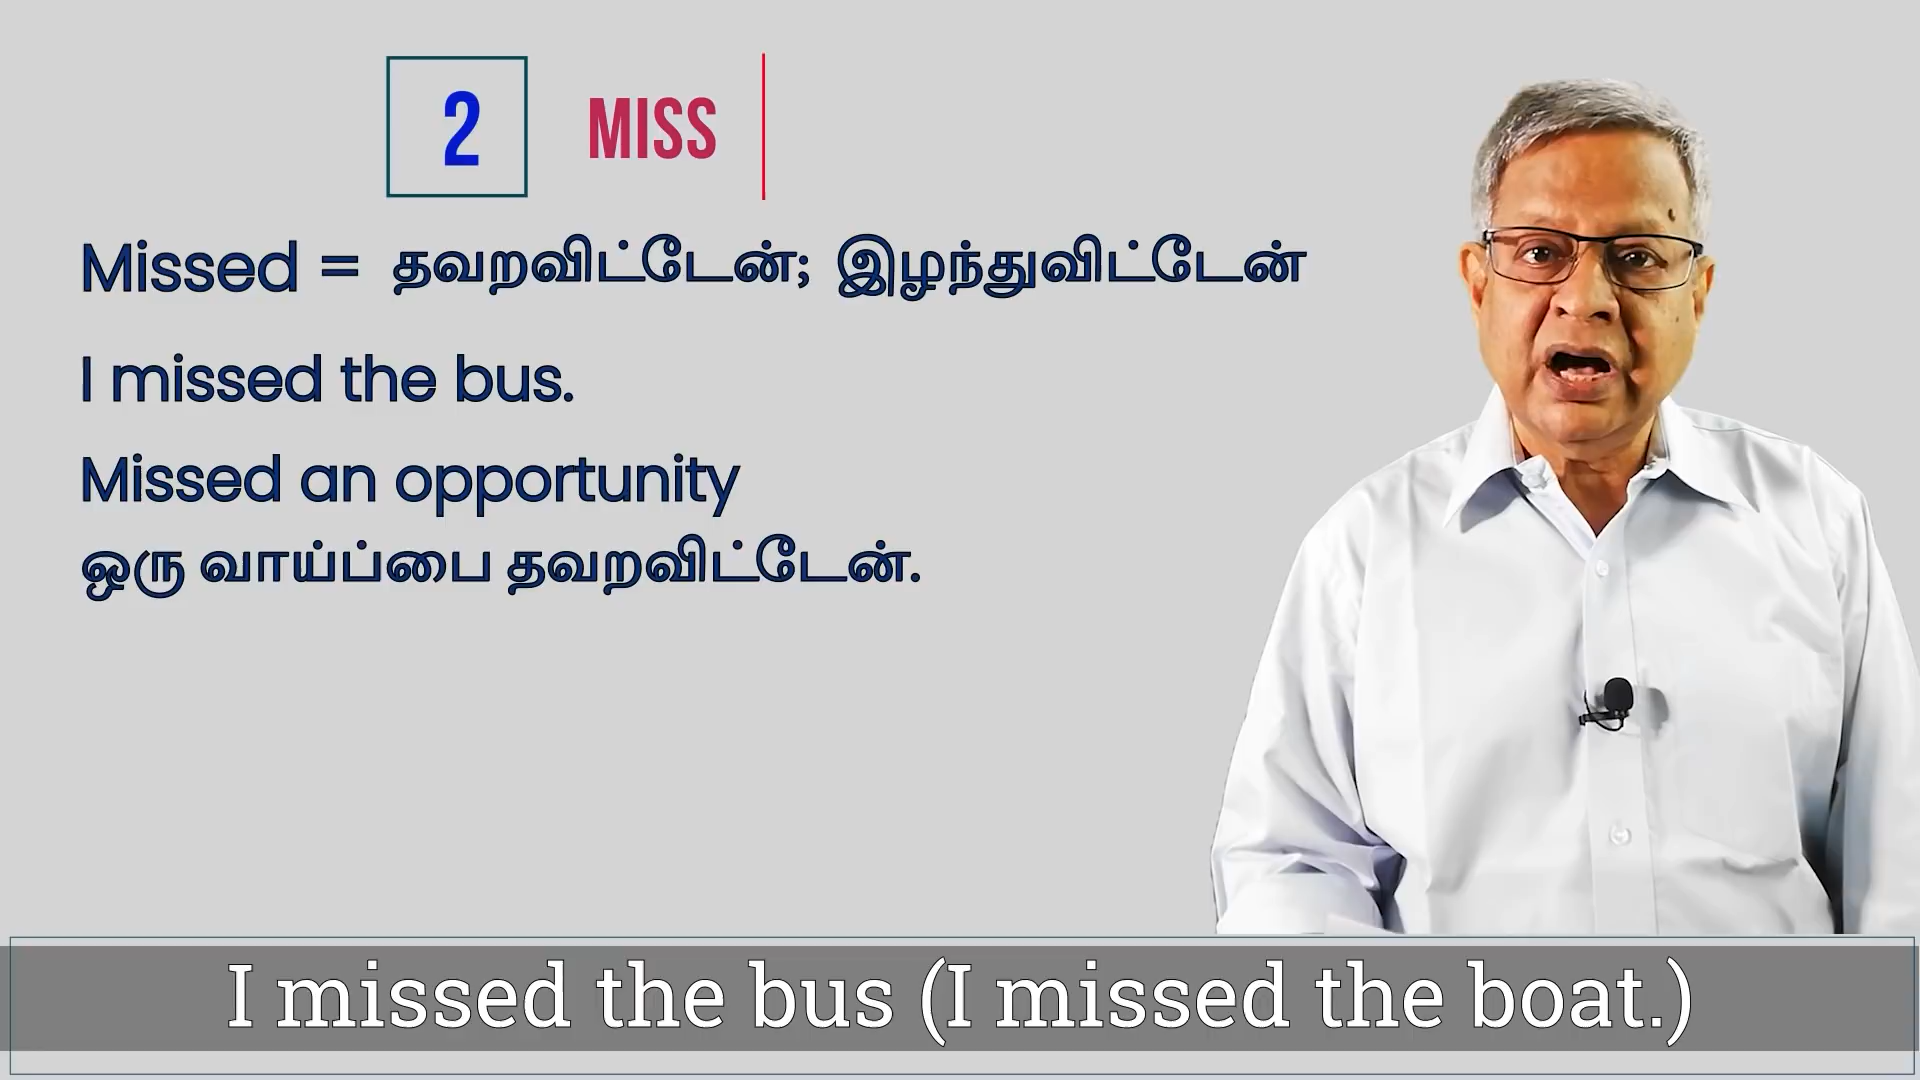 2 MISS
Missed = தவறவிட்டேன்; இழந்துவிட்டேன்
I missed the bus.
Missed an opportunity
ஒரு வாய்ப்பை தவறவிட்டேன்.
I missed the bus (I missed the boat.)